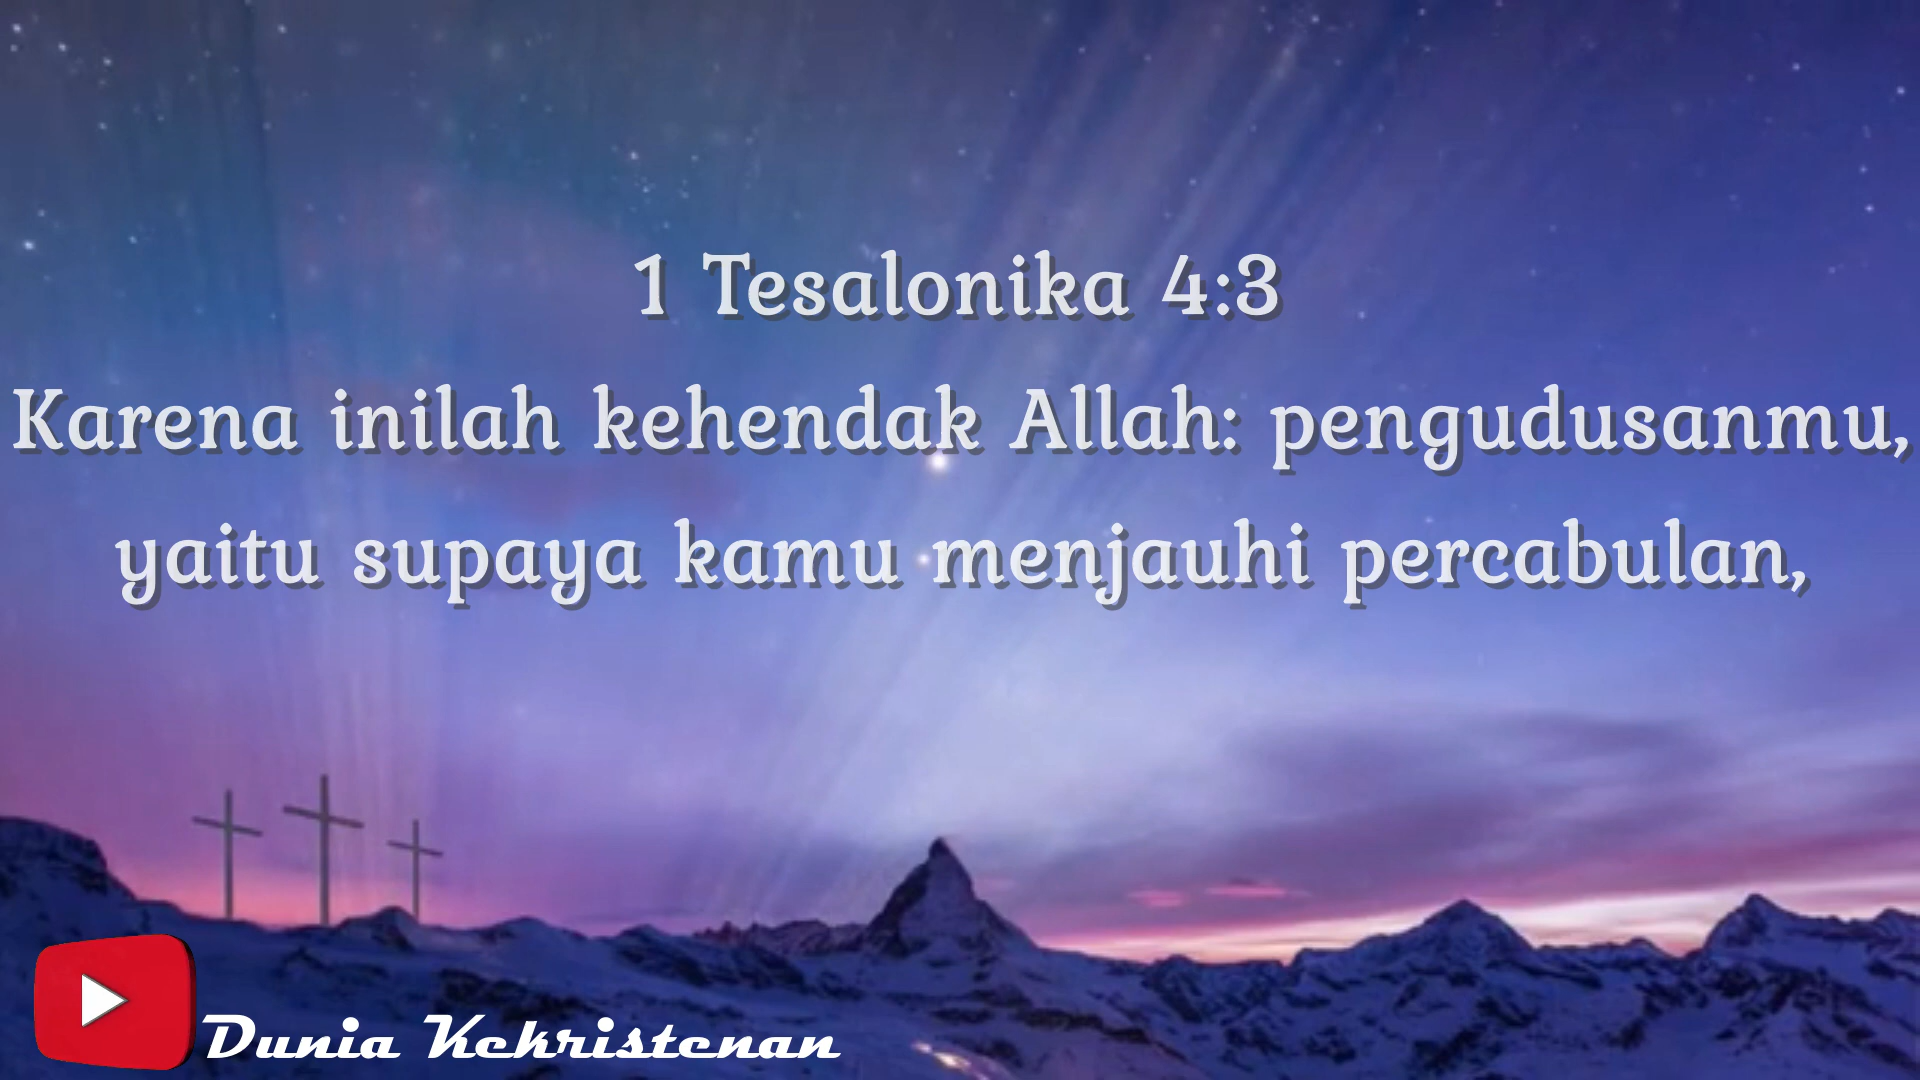 1 Tesalonika 4:3
Karena inilah kehendak Allah: pengudusanmu,
yaitu supaya kamu menjauhi percabulan,
Dunia Kekristenan